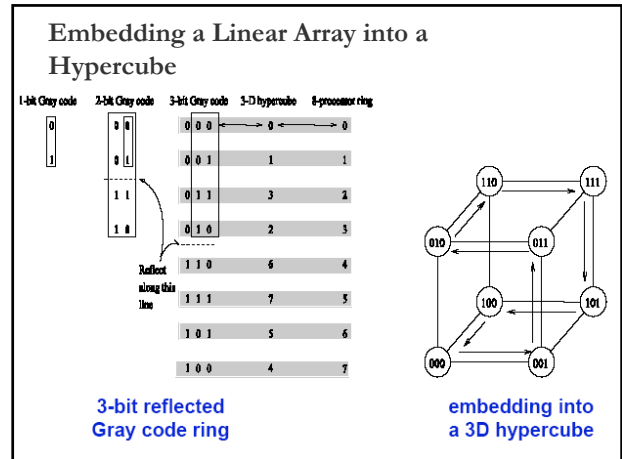 Embedding a Linear Array into a
Hypercube
1-bit Gray code 2-bit Gray code 3-bit Gray code 3-D hypercube 8-processor ring
0 0 0 0 0 0 0 0
1 0 1 0 0 1 1 1
1 1 0 1 1 3 2
1 0 0 1 0 2 3
Reflect
along this
line
1 1 0 6 4
1 1 1 7 5
1 0 1 5 6
1 0 0 4 7
110 111
010 011
100 101
000 001
3-bit reflected
Gray code ring
embedding into
a 3D hypercube